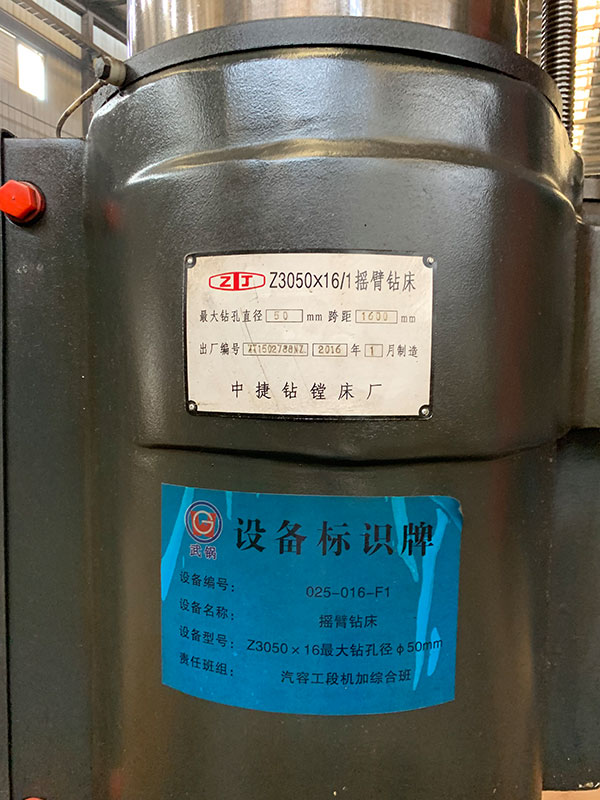 ZTJ Z3050×16/1摇臂钻床
最大钻孔直径 50 mm 跨距 1600 mm
出厂编号 2016 年 1 月制造
中捷钻镗床厂
武锅 设备标识牌
设备编号: 025-016-F1
设备名称: 摇臂钻床
设备型号: Z3050×16最大钻孔径φ50mm
责任班组: 汽容工段机加综合班